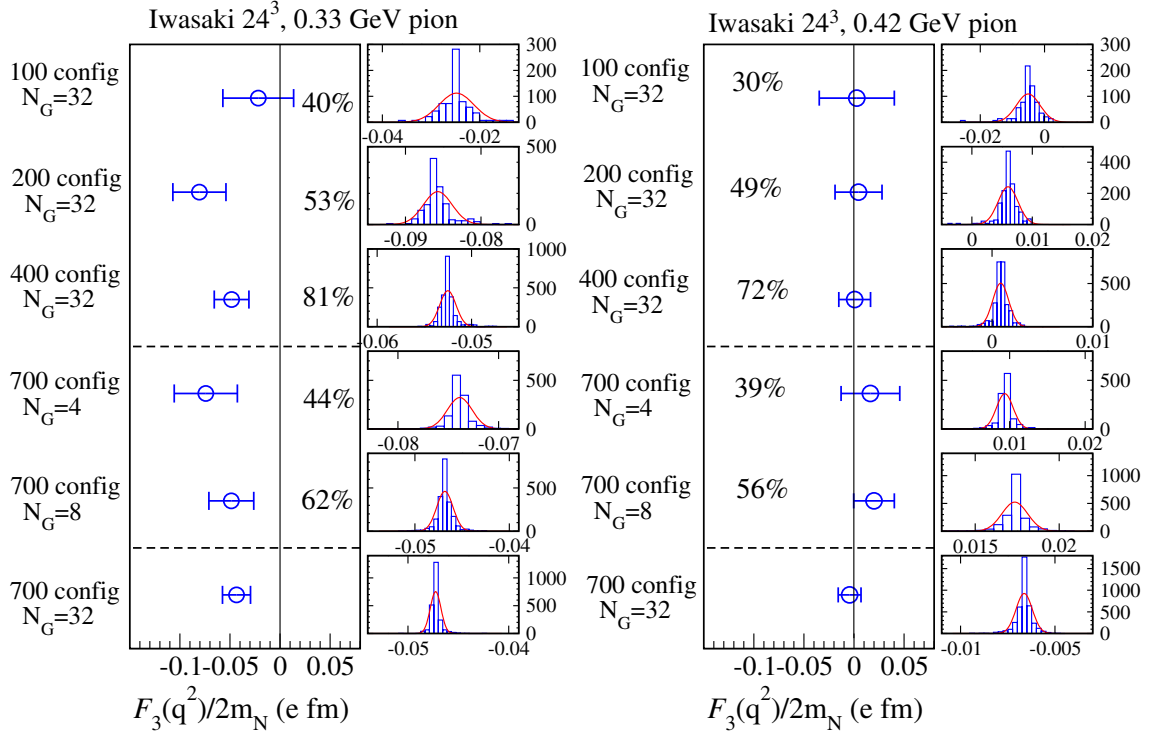 Iwasaki 24^3, 0.33 GeV pion
100 config
N_G=32
40%
300
200
100
0
-0.04
-0.02
200 config
N_G=32
53%
500
0
-0.09
-0.08
400 config
N_G=32
81%
1000
500
0
-0.06
-0.05
700 config
N_G=4
44%
500
0
-0.08
-0.07
700 config
N_G=8
62%
500
0
-0.05
-0.04
700 config
N_G=32
1000
500
0
-0.05
-0.04
-0.1
-0.05
0
0.05
F_3(q^2)/2m_N (e fm)
Iwasaki 24^3, 0.42 GeV pion
100 config
N_G=32
30%
300
200
100
0
-0.02
0
200 config
N_G=32
49%
400
200
0
0
0.01
0.02
400 config
N_G=32
72%
500
0
0
0.01
700 config
N_G=4
39%
500
0
0.01
0.02
700 config
N_G=8
56%
1000
500
0
0.015
0.02
700 config
N_G=32
1500
1000
500
0
-0.01
-0.005
-0.1
-0.05
0
0.05
F_3(q^2)/2m_N (e fm)